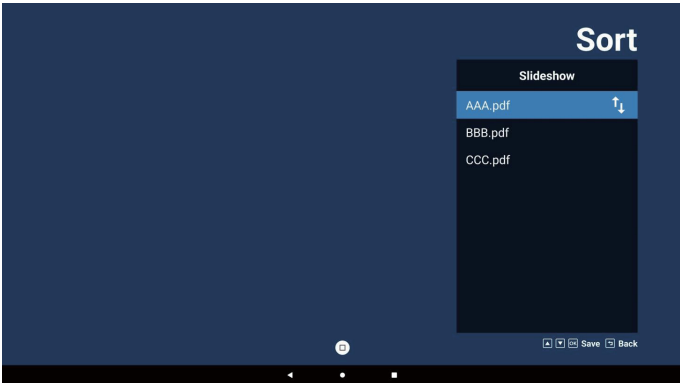 Sort
Slideshow
AAA.pdf
BBB.pdf
CCC.pdf
OK Save Back